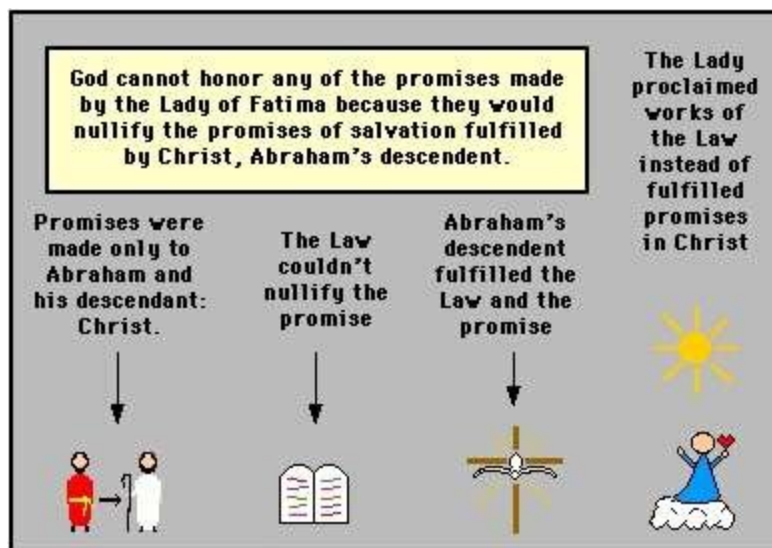 God cannot honor any of the promises made
by the Lady of Fatima because they would
nullify the promises of salvation fulfilled
by Christ, Abraham's descendent.
The Lady
proclaimed
works of
the Law
instead of
fulfilled
promises
in Christ
Promises were
made only to
Abraham and
his descendant:
Christ.
The Law
couldn't
nullify the
promise
Abraham's
descendent
fulfilled the
Law and the
promise